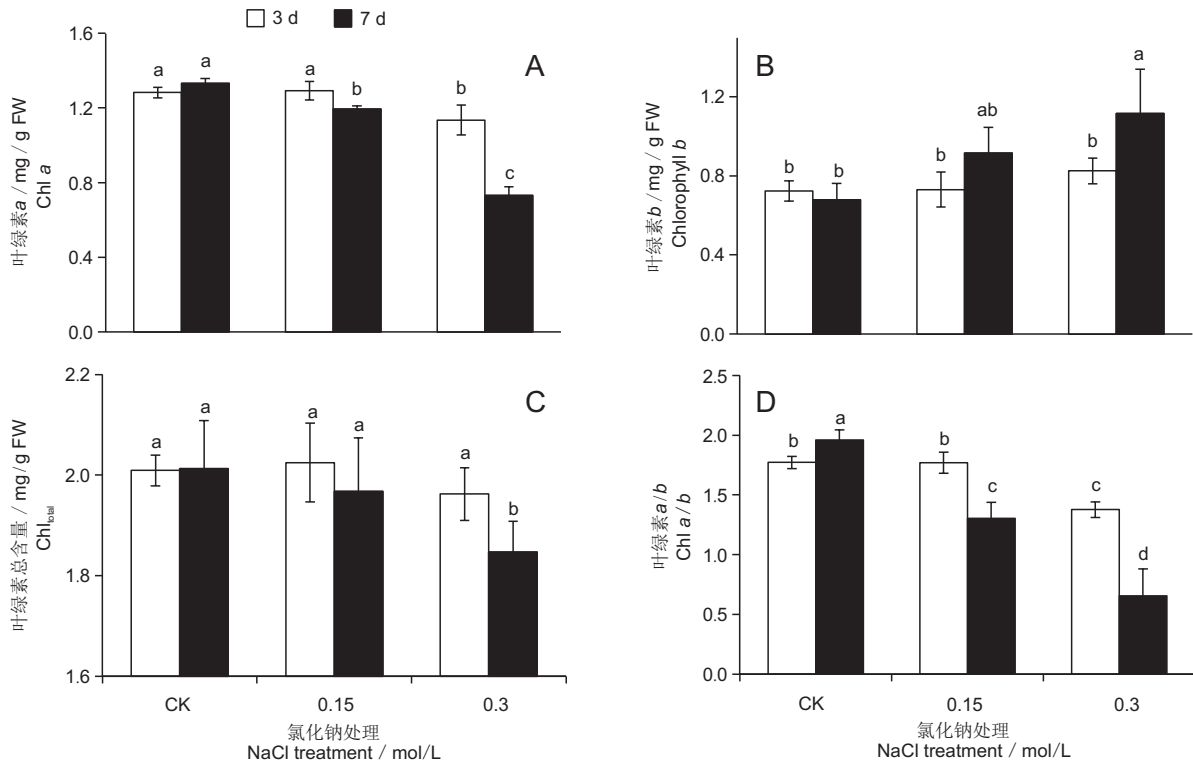 3 d 7 d
A
叶绿素a / mg / g FW
Chl a
1.6
1.2
0.8
0.4
0.0
a a a b b c
B
叶绿素b / mg / g FW
Chlorophyll b
1.2
0.8
0.4
0.0
b b b ab b a
C
叶绿素总含量 / mg/g FW
Chl_total
2.2
2.0
1.8
1.6
a a a a a b
CK 0.15 0.3
氯化钠处理
NaCl treatment / mol/L
D
叶绿素a/b
Chl a/b
2.5
2.0
1.5
1.0
0.5
0.0
b a b c c d
CK 0.15 0.3
氯化钠处理
NaCl treatment / mol/L